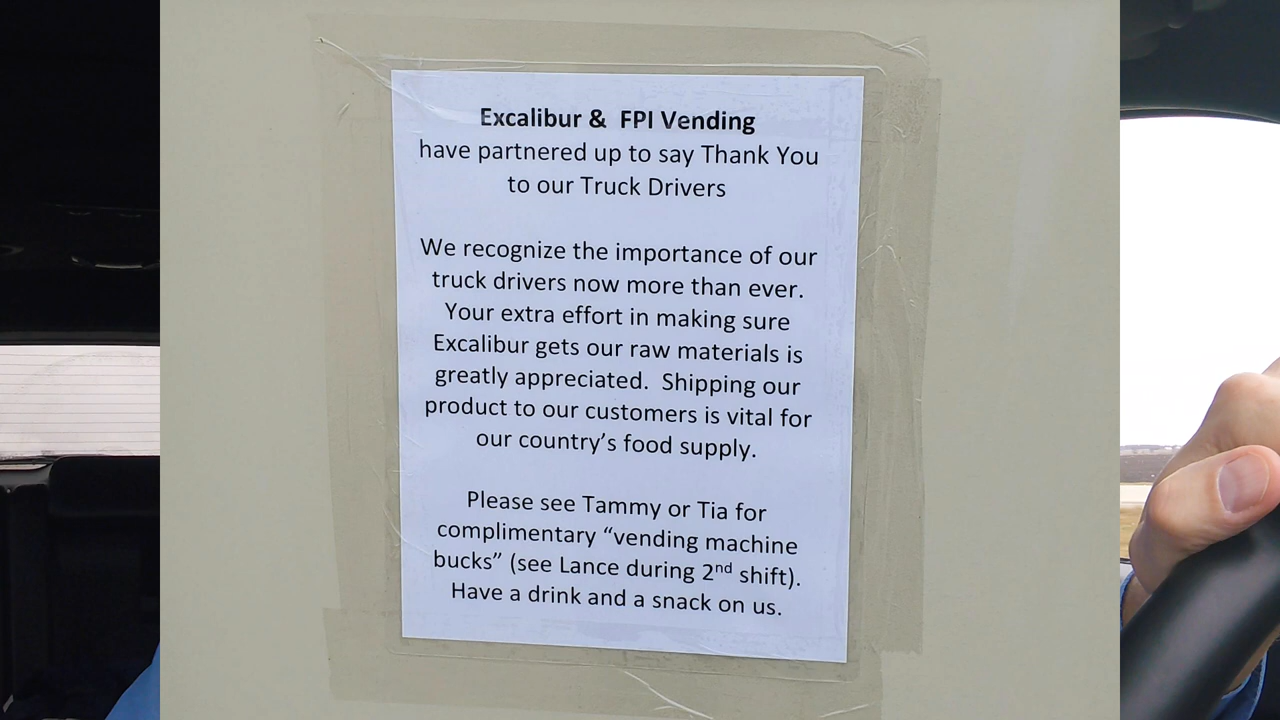 Excalibur & FPI Vending
have partnered up to say Thank You
to our Truck Drivers
We recognize the importance of our
truck drivers now more than ever.
Your extra effort in making sure
Excalibur gets our raw materials is
greatly appreciated. Shipping our
product to our customers is vital for
our country’s food supply.
Please see Tammy or Tia for
complimentary “vending machine
bucks” (see Lance during 2nd shift).
Have a drink and a snack on us.